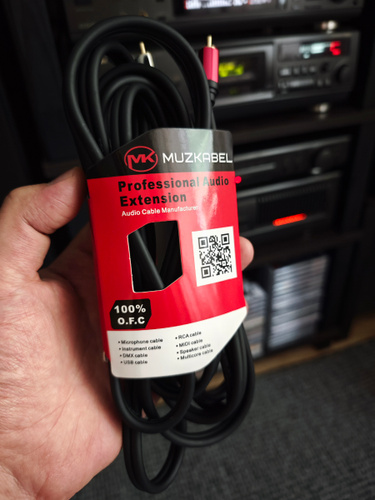 MK MUZKABEL
Professional Audio
Extension
Audio Cable Manufacturer
100%
O.F.C
• Microphone cable
• Instrument cable
• DMX cable
• USB cable
• RCA cable
• MIDI cable
• Speaker cable
• Multicore cable